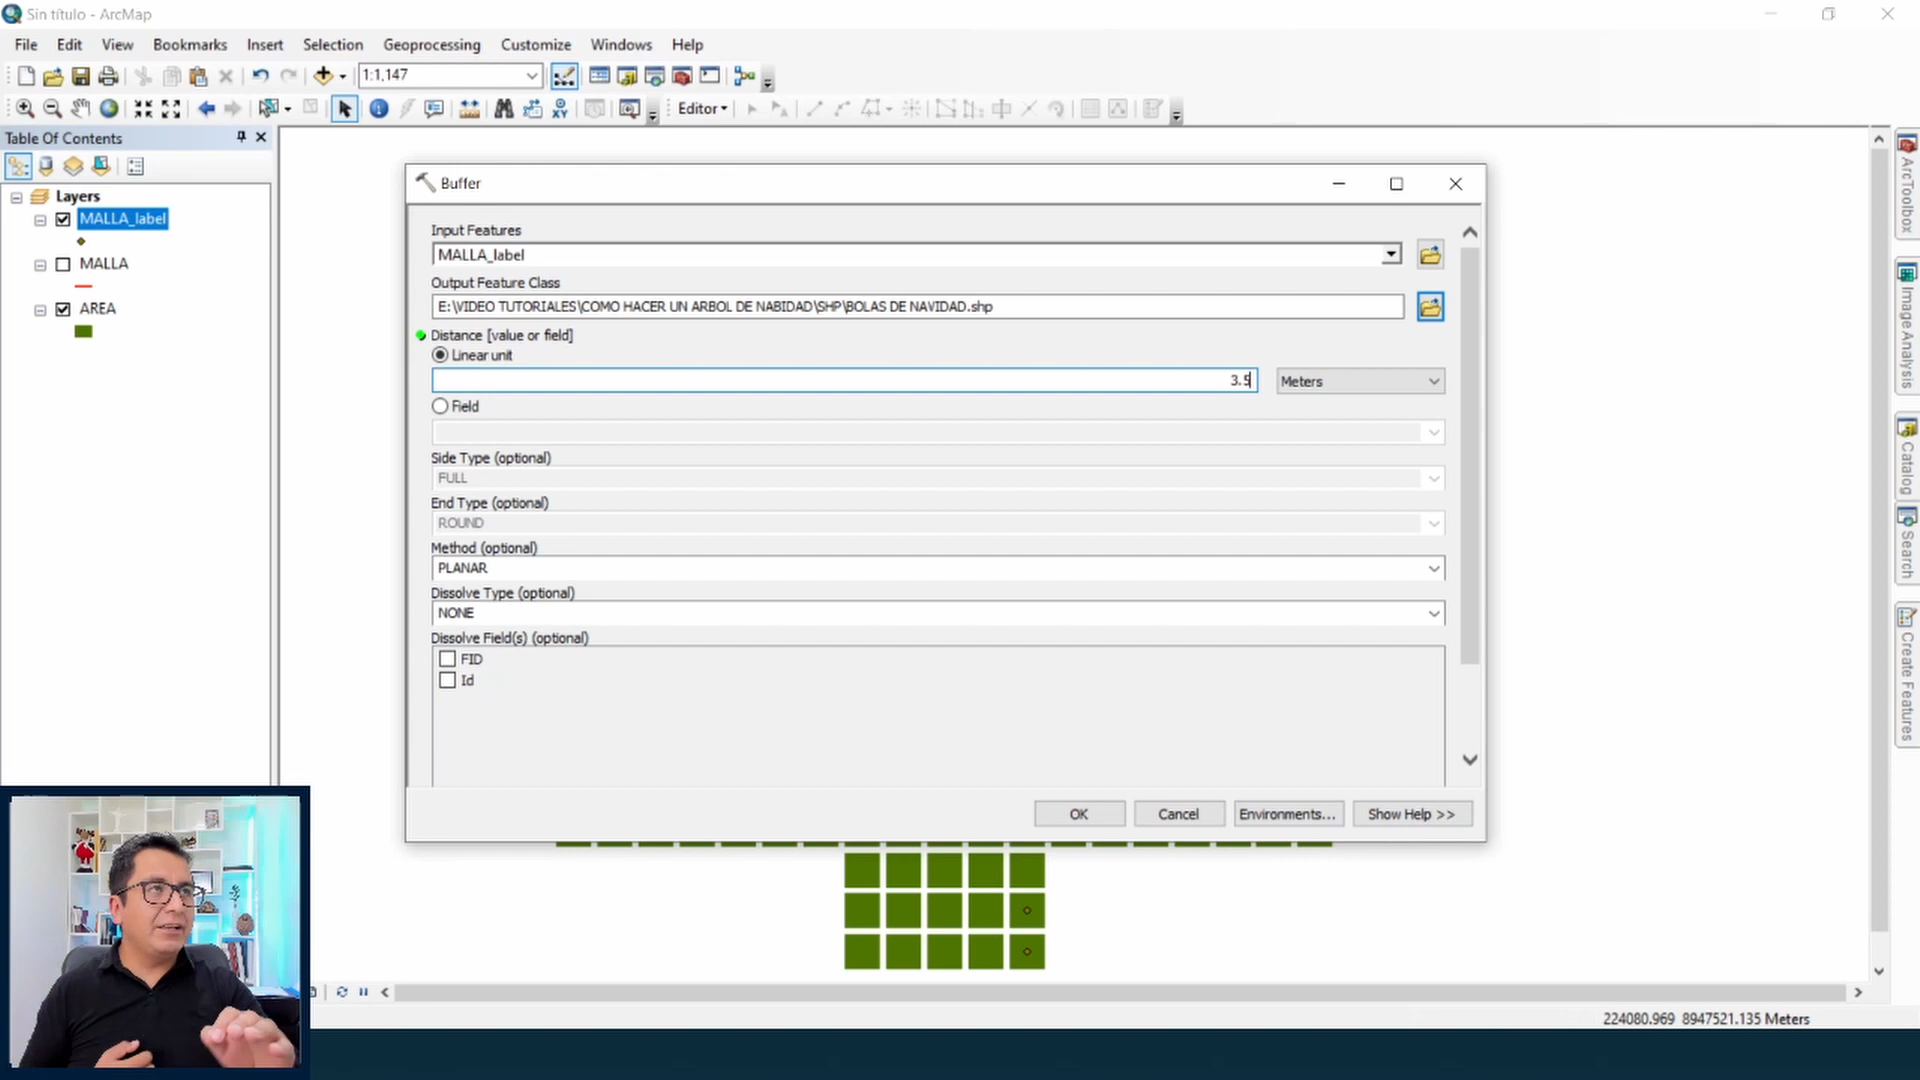 Sin título - ArcMap
File Edit View Bookmarks Insert Selection Geoprocessing Customize Windows Help
1:1,147
Editor
Table Of Contents
Layers
MALLA_label
MALLA
AREA
Buffer
Input Features
MALLA_label
Output Feature Class
E:\VIDEO TUTORIALES\COMO HACER UN ARBOL DE NABIDAD\SHP\BOLAS DE NAVIDAD.shp
Distance [value or field]
Linear unit
3.5 Meters
Field
Side Type (optional)
FULL
End Type (optional)
ROUND
Method (optional)
PLANAR
Dissolve Type (optional)
NONE
Dissolve Field(s) (optional)
FID
Id
OK Cancel Environments... Show Help >>
ArcToolbox
Image Analysis
Catalog
Search
Create Features
224080.969 8947521.135 Meters